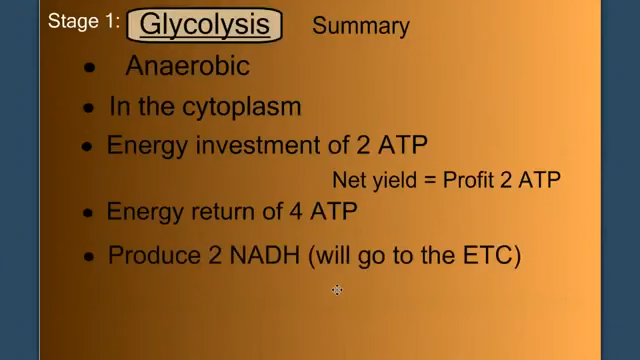 Stage 1: Glycolysis Summary
• Anaerobic
• In the cytoplasm
• Energy investment of 2 ATP
Net yield = Profit 2 ATP
• Energy return of 4 ATP
• Produce 2 NADH (will go to the ETC)